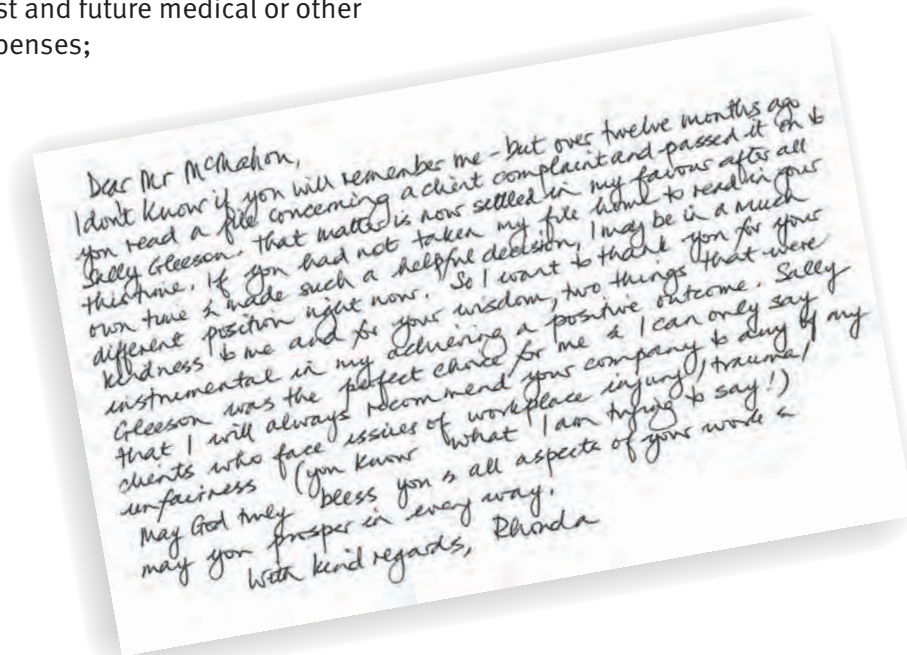 st and future medical or other
penses;
Dear Mr McMahon,
I don't know if you will remember me - but over twelve months ago
you read a file concerning a client complaint and passed it on to
Sally Gleeson. That matter is now settled in my favour after all
this time. If you had not taken my file home to read in your
own time & made such a helpful decision, I may be in a much
different position right now. So I want to thank you for your
kindness to me and for your wisdom, two things that were
instrumental in my achieving a positive outcome. Sally
Gleeson was the perfect choice for me & I can only say
that I will always recommend your company to any of my
clients who face issues of workplace injury/trauma/
unfairness (you know what I am trying to say!)
May God truly bless you & all aspects of your work &
may you prosper in every way.
With kind regards, Rhonda